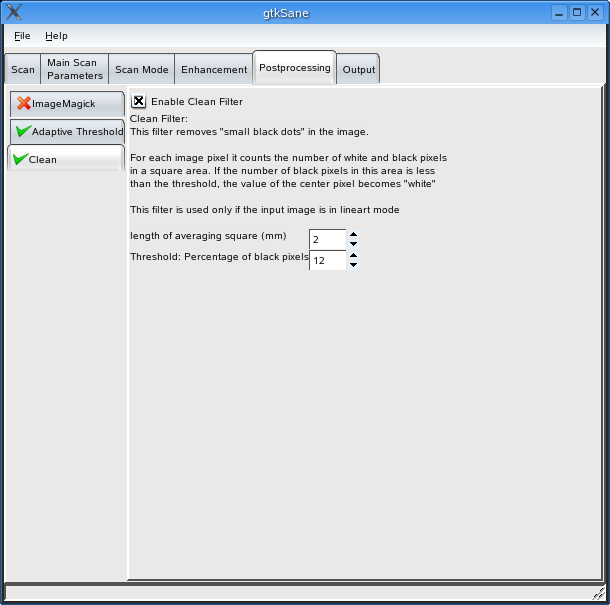 gtkSane
File Help
Scan
Main Scan
Parameters
Scan Mode
Enhancement
Postprocessing
Output
ImageMagick
Adaptive Threshold
Clean
Enable Clean Filter
Clean Filter:
This filter removes "small black dots" in the image.
For each image pixel it counts the number of white and black pixels
in a square area. If the number of black pixels in this area is less
than the threshold, the value of the center pixel becomes "white"
This filter is used only if the input image is in lineart mode
length of averaging square (mm) 2
Threshold: Percentage of black pixels 12